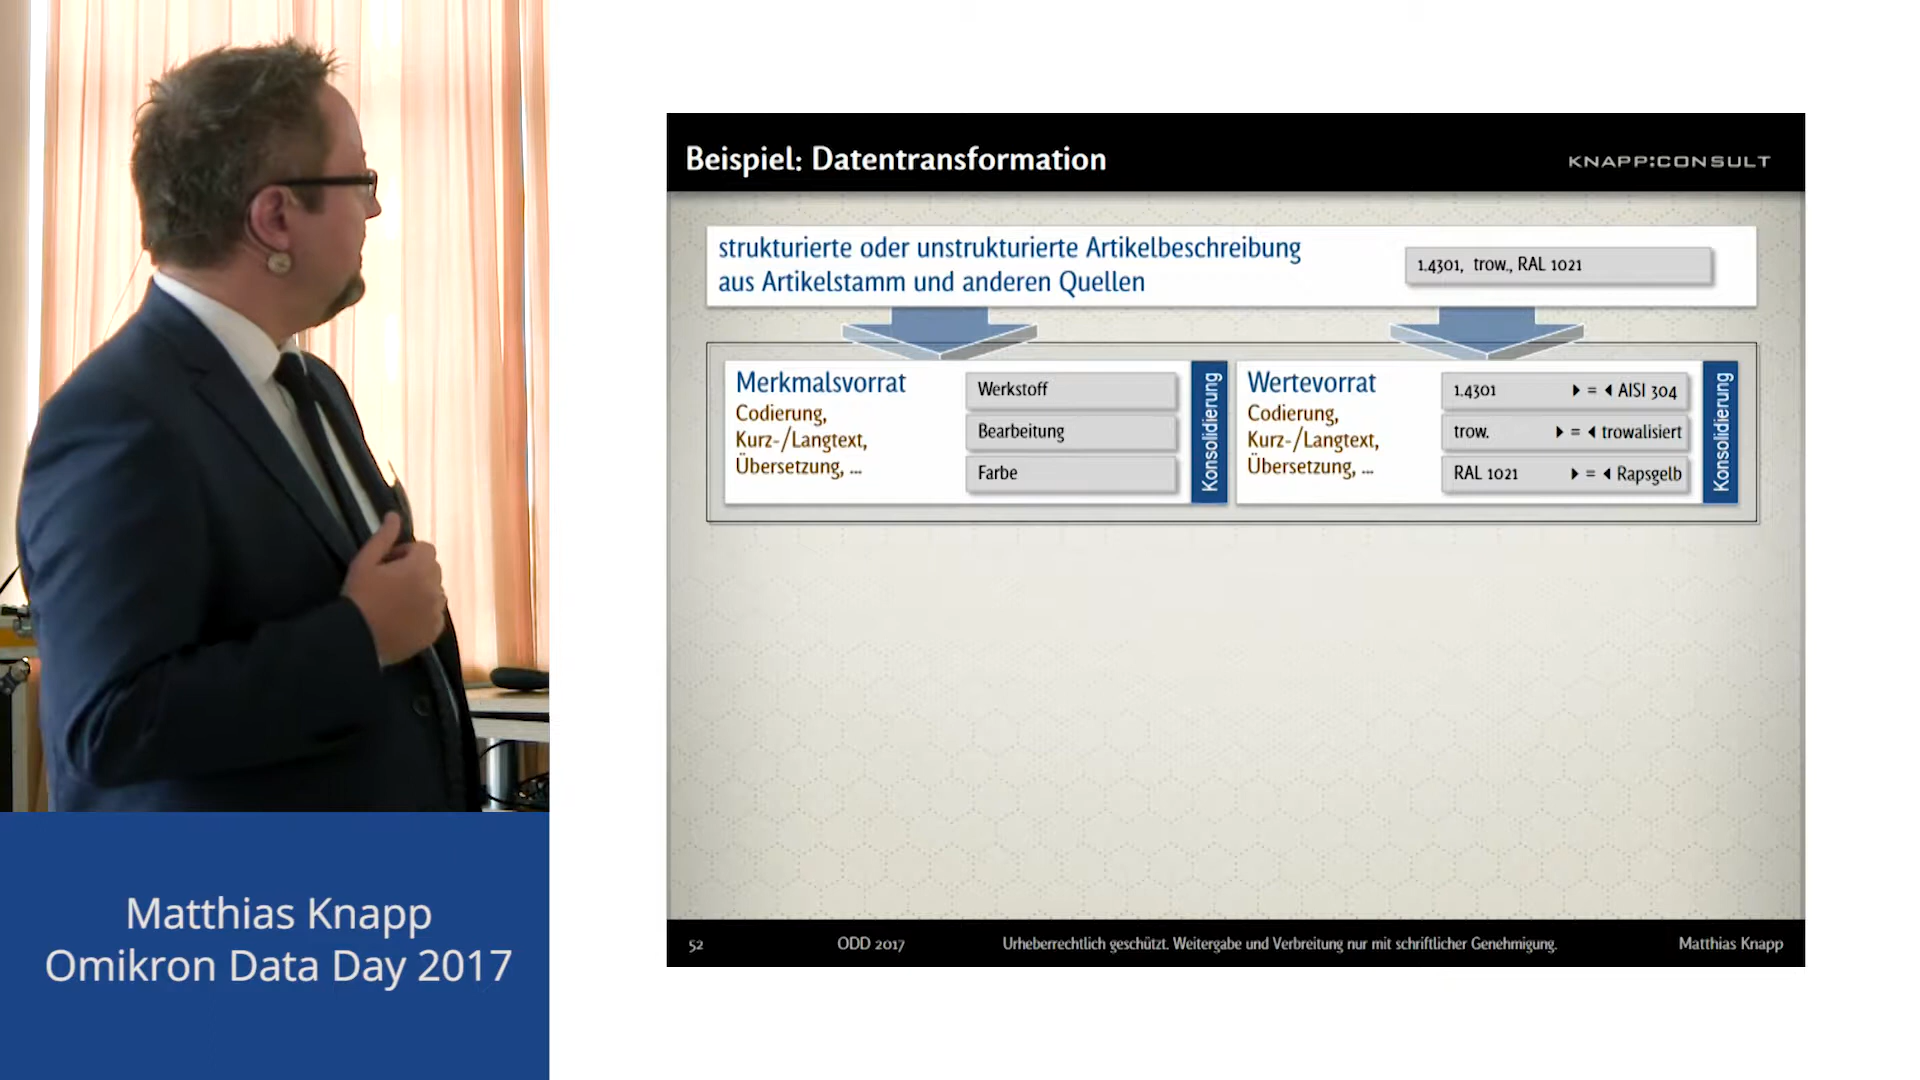 Beispiel: Datentransformation
KNAPP:CONSULT
strukturierte oder unstrukturierte Artikelbeschreibung
aus Artikelstamm und anderen Quellen
1.4301, trow., RAL 1021
Merkmalsvorrat
Codierung,
Kurz-/Langtext,
Übersetzung, ...
Werkstoff
Bearbeitung
Farbe
Konsolidierung
Wertevorrat
Codierung,
Kurz-/Langtext,
Übersetzung, ...
1.4301 ▶ = ◀ AISI 304
trow. ▶ = ◀ trowalisiert
RAL 1021 ▶ = ◀ Rapsgelb
Konsolidierung
52 ODD 2017 Urheberrechtlich geschützt. Weitergabe und Verbreitung nur mit schriftlicher Genehmigung. Matthias Knapp
Matthias Knapp
Omikron Data Day 2017